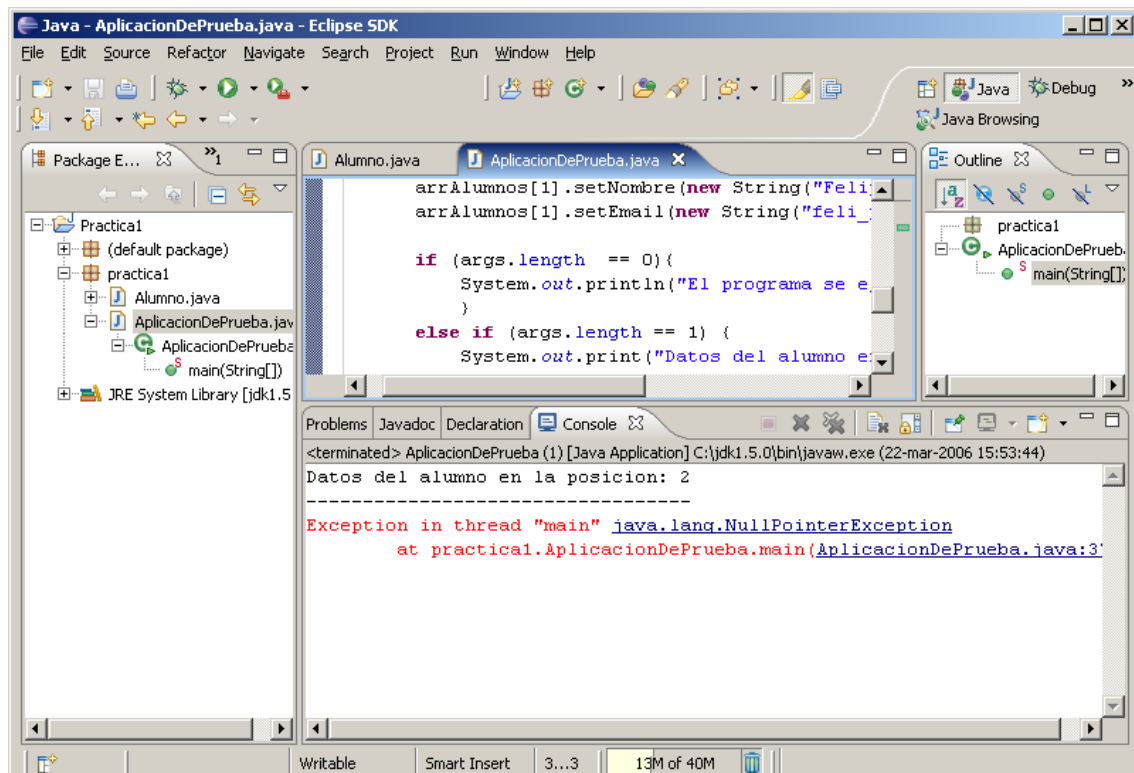 Java - AplicacionDePrueba.java - Eclipse SDK
File Edit Source Refactor Navigate Search Project Run Window Help
Java Debug »
Java Browsing
Package E... »1
Alumno.java AplicacionDePrueba.java
Outline
Practica1
(default package)
practica1
Alumno.java
AplicacionDePrueba.jav
AplicacionDePrueba
main(String[])
JRE System Library [jdk1.5
arrAlumnos[1].setNombre(new String("Feli
arrAlumnos[1].setEmail(new String("feli_
if (args.length == 0){
System.out.println("El programa se e
}
else if (args.length == 1) {
System.out.print("Datos del alumno e
practica1
AplicacionDePrueb
main(String[])
Problems Javadoc Declaration Console
<terminated> AplicacionDePrueba (1) [Java Application] C:\jdk1.5.0\bin\javaw.exe (22-mar-2006 15:53:44)
Datos del alumno en la posicion: 2
----------------------------------
Exception in thread "main" java.lang.NullPointerException
at practica1.AplicacionDePrueba.main(AplicacionDePrueba.java:3
Writable Smart Insert 3...3 13M of 40M